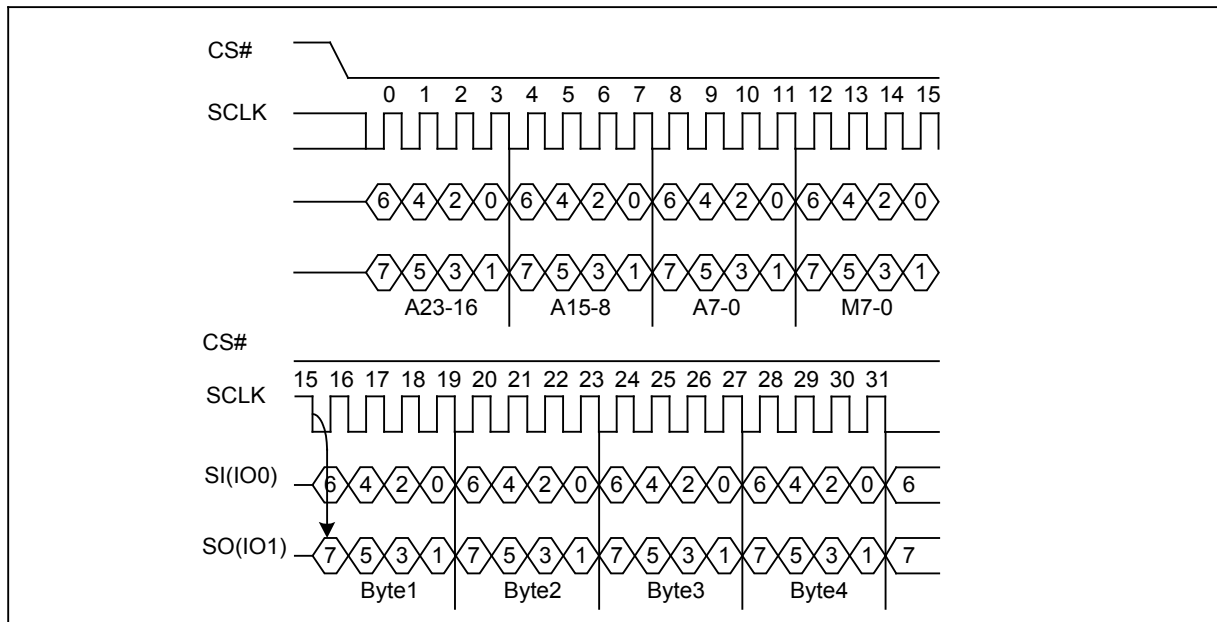 CS#
0 1 2 3 4 5 6 7 8 9 10 11 12 13 14 15
SCLK
6 4 2 0 6 4 2 0 6 4 2 0 6 4 2 0
7 5 3 1 7 5 3 1 7 5 3 1 7 5 3 1
A23-16 A15-8 A7-0 M7-0
CS#
15 16 17 18 19 20 21 22 23 24 25 26 27 28 29 30 31
SCLK
SI(IO0) 6 4 2 0 6 4 2 0 6 4 2 0 6 4 2 0 6
SO(IO1) 7 5 3 1 7 5 3 1 7 5 3 1 7 5 3 1 7
Byte1 Byte2 Byte3 Byte4